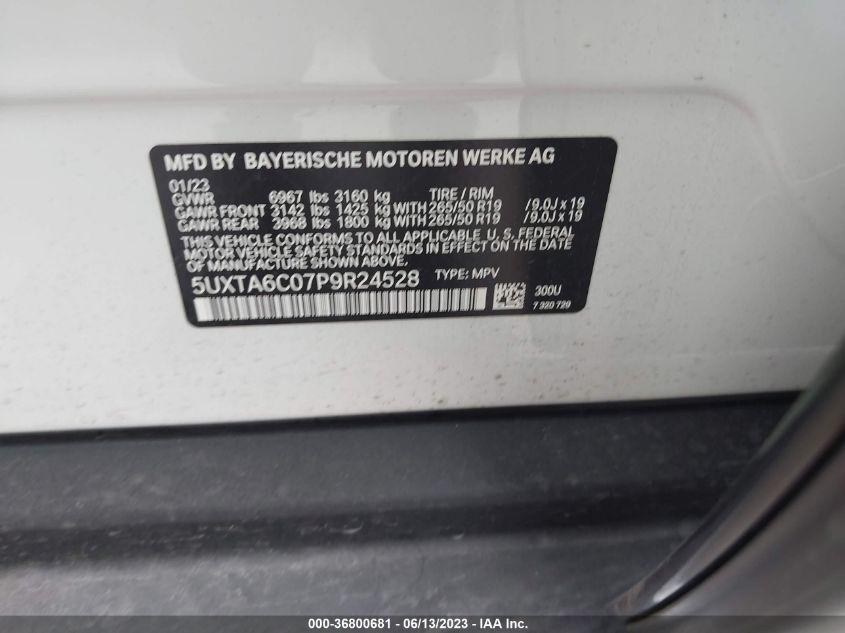 MFD BY BAYERISCHE MOTOREN WERKE AG
01/23
GVWR 6967 lbs 3160 kg TIRE / RIM
GAWR FRONT 3142 lbs 1425 kg WITH 265/50 R19 /9.0J x 19
GAWR REAR 3968 lbs 1800 kg WITH 265/50 R19 /9.0J x 19
THIS VEHICLE CONFORMS TO ALL APPLICABLE U.S. FEDERAL
MOTOR VEHICLE SAFETY STANDARDS IN EFFECT ON THE DATE
OF MANUFACTURE SHOWN ABOVE.
5UXTA6C07P9R24528 TYPE: MPV
300U
7 320 729
000-36800681 - 06/13/2023 - IAA Inc.